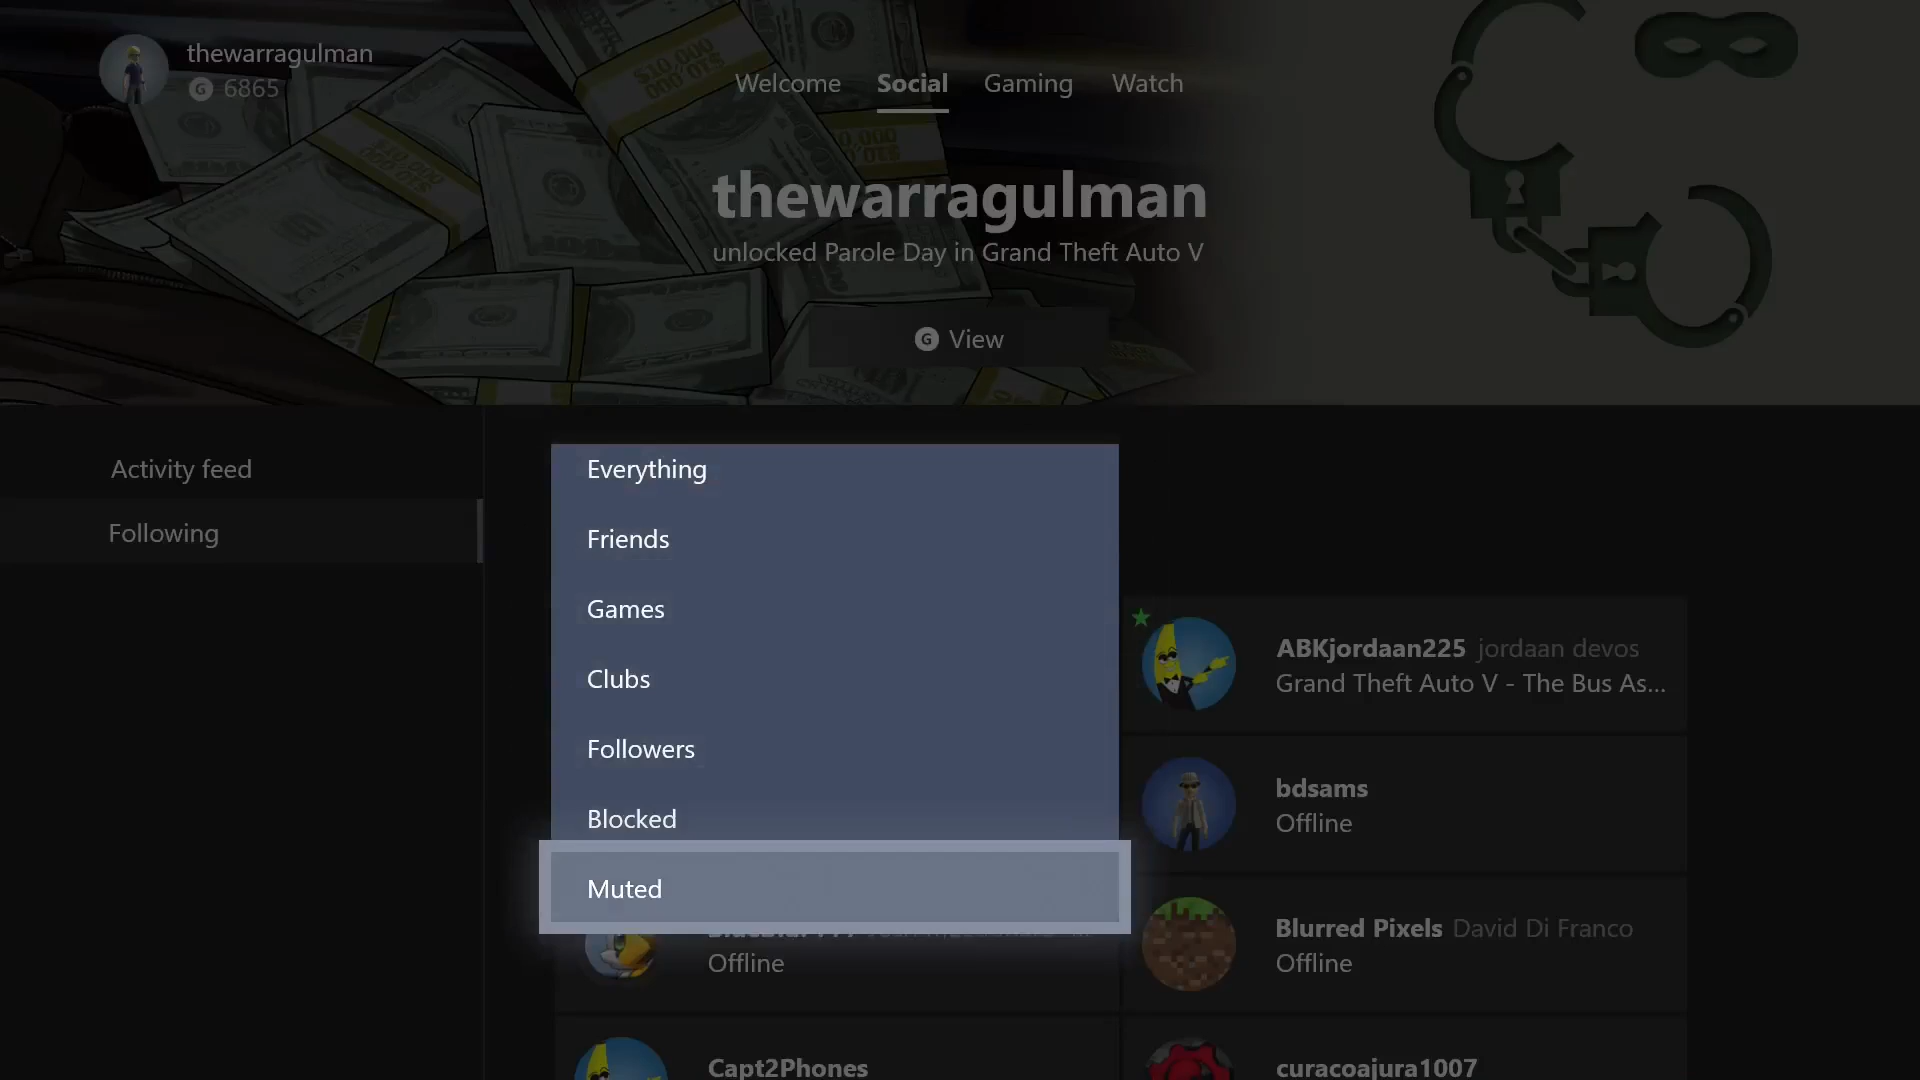 thewarragulman
G 6865
Welcome Social Gaming Watch
thewarragulman
unlocked Parole Day in Grand Theft Auto V
G View
Activity feed
Following
Everything
Friends
Games
Clubs
Followers
Blocked
Muted
ABKjordaan225 jordaan devos
Grand Theft Auto V - The Bus As...
bdsams
Offline
Offline
Blurred Pixels David Di Franco
Offline
Capt2Phones
curacoajura1007